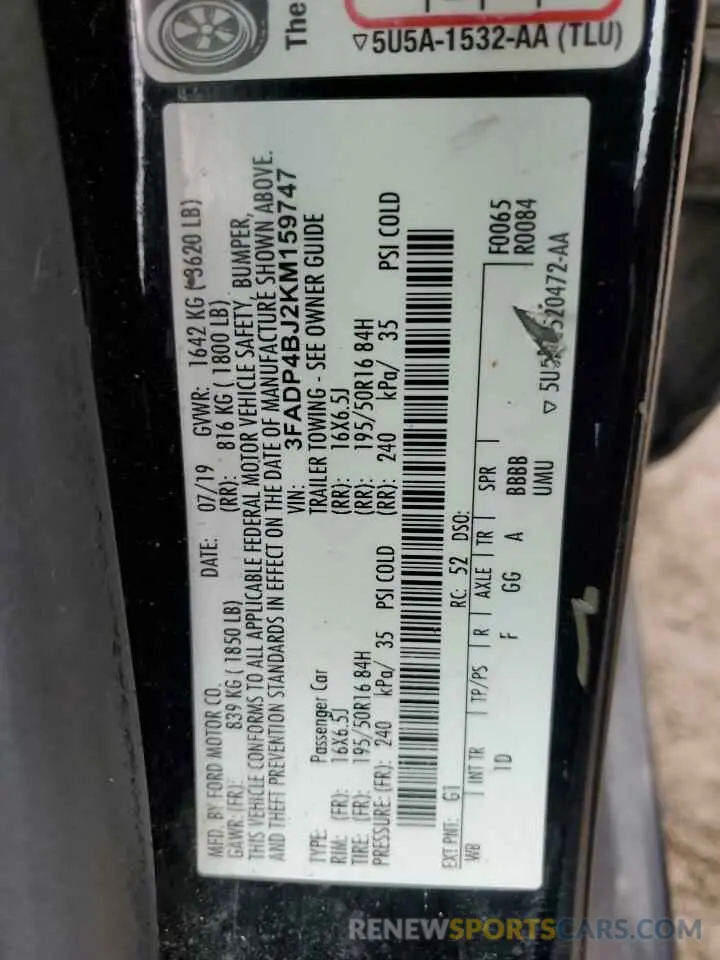 The
▽5U5A-1532-AA (TLU)
MFD. BY FORD MOTOR CO.
DATE: 07/19 GVWR: 1642 KG ( 3620 LB)
GAWR: (FR): 839 KG ( 1850 LB) (RR): 816 KG ( 1800 LB)
THIS VEHICLE CONFORMS TO ALL APPLICABLE FEDERAL MOTOR VEHICLE SAFETY, BUMPER,
AND THEFT PREVENTION STANDARDS IN EFFECT ON THE DATE OF MANUFACTURE SHOWN ABOVE.
VIN: 3FADP4BJ2KM159747
TYPE: Passenger Car TRAILER TOWING - SEE OWNER GUIDE
RIM: (FR): 16X6.5J (RR): 16X6.5J
TIRE: (FR): 195/50R16 84H (RR): 195/50R16 84H
PRESSURE: (FR): 240 kPa/ 35 PSI COLD (RR): 240 kPa/ 35 PSI COLD
EXT PNT: G1 RC: 52 DSO: F0065
WB | INT TR | TP/PS | R | AXLE | TR | SPR R0084
1D F GG A BBBB
UMU
▽ 20472-AA
RENEWSPORTSCARS.COM